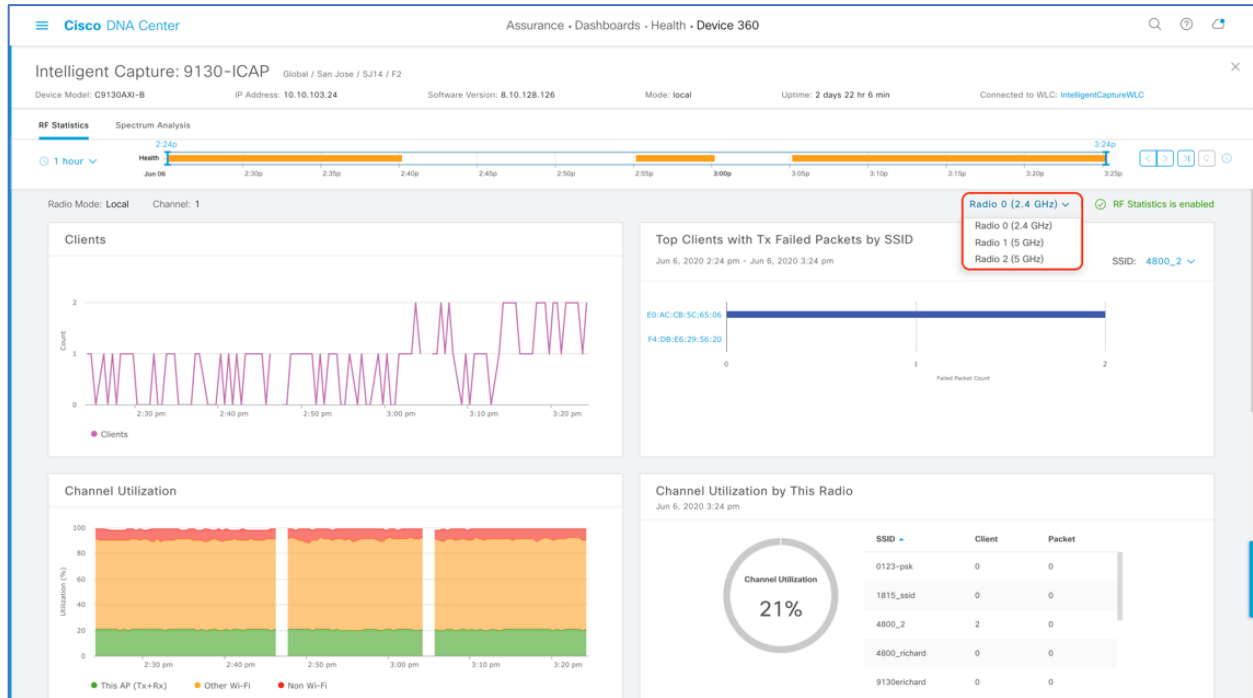 Cisco DNA Center
Assurance • Dashboards • Health • Device 360
Intelligent Capture: 9130-ICAP Global / San Jose / SJ14 / F2
Device Model: C9130AXI-B IP Address: 10.10.103.24 Software Version: 8.10.128.126 Mode: local Uptime: 2 days 22 hr 6 min Connected to WLC: IntelligentCaptureWLC
RF Statistics Spectrum Analysis
2:24p 3:24p
1 hour Health
Jun 06 2:30p 2:35p 2:40p 2:45p 2:50p 2:55p 3:00p 3:05p 3:10p 3:15p 3:20p 3:25p
Radio Mode: Local Channel: 1 Radio 0 (2.4 GHz) RF Statistics is enabled
Radio 0 (2.4 GHz)
Radio 1 (5 GHz)
Radio 2 (5 GHz)
Clients
2
1
0
Count
2:30 pm 2:40 pm 2:50 pm 3:00 pm 3:10 pm 3:20 pm
Clients
Top Clients with Tx Failed Packets by SSID
Jun 6, 2020 2:24 pm - Jun 6, 2020 3:24 pm SSID: 4800_2
E0:AC:CB:5C:65:06
F4:DB:E6:29:56:20
0 1 2
Failed Packet Count
Channel Utilization
100
80
60
40
20
0
Utilization (%)
2:30 pm 2:40 pm 2:50 pm 3:00 pm 3:10 pm 3:20 pm
This AP (Tx+Rx) Other Wi-Fi Non Wi-Fi
Channel Utilization by This Radio
Jun 6, 2020 3:24 pm
Channel Utilization
21%
SSID Client Packet
0123-psk 0 0
1815_ssid 0 0
4800_2 2 0
4800_richard 0 0
9130erichard 0 0